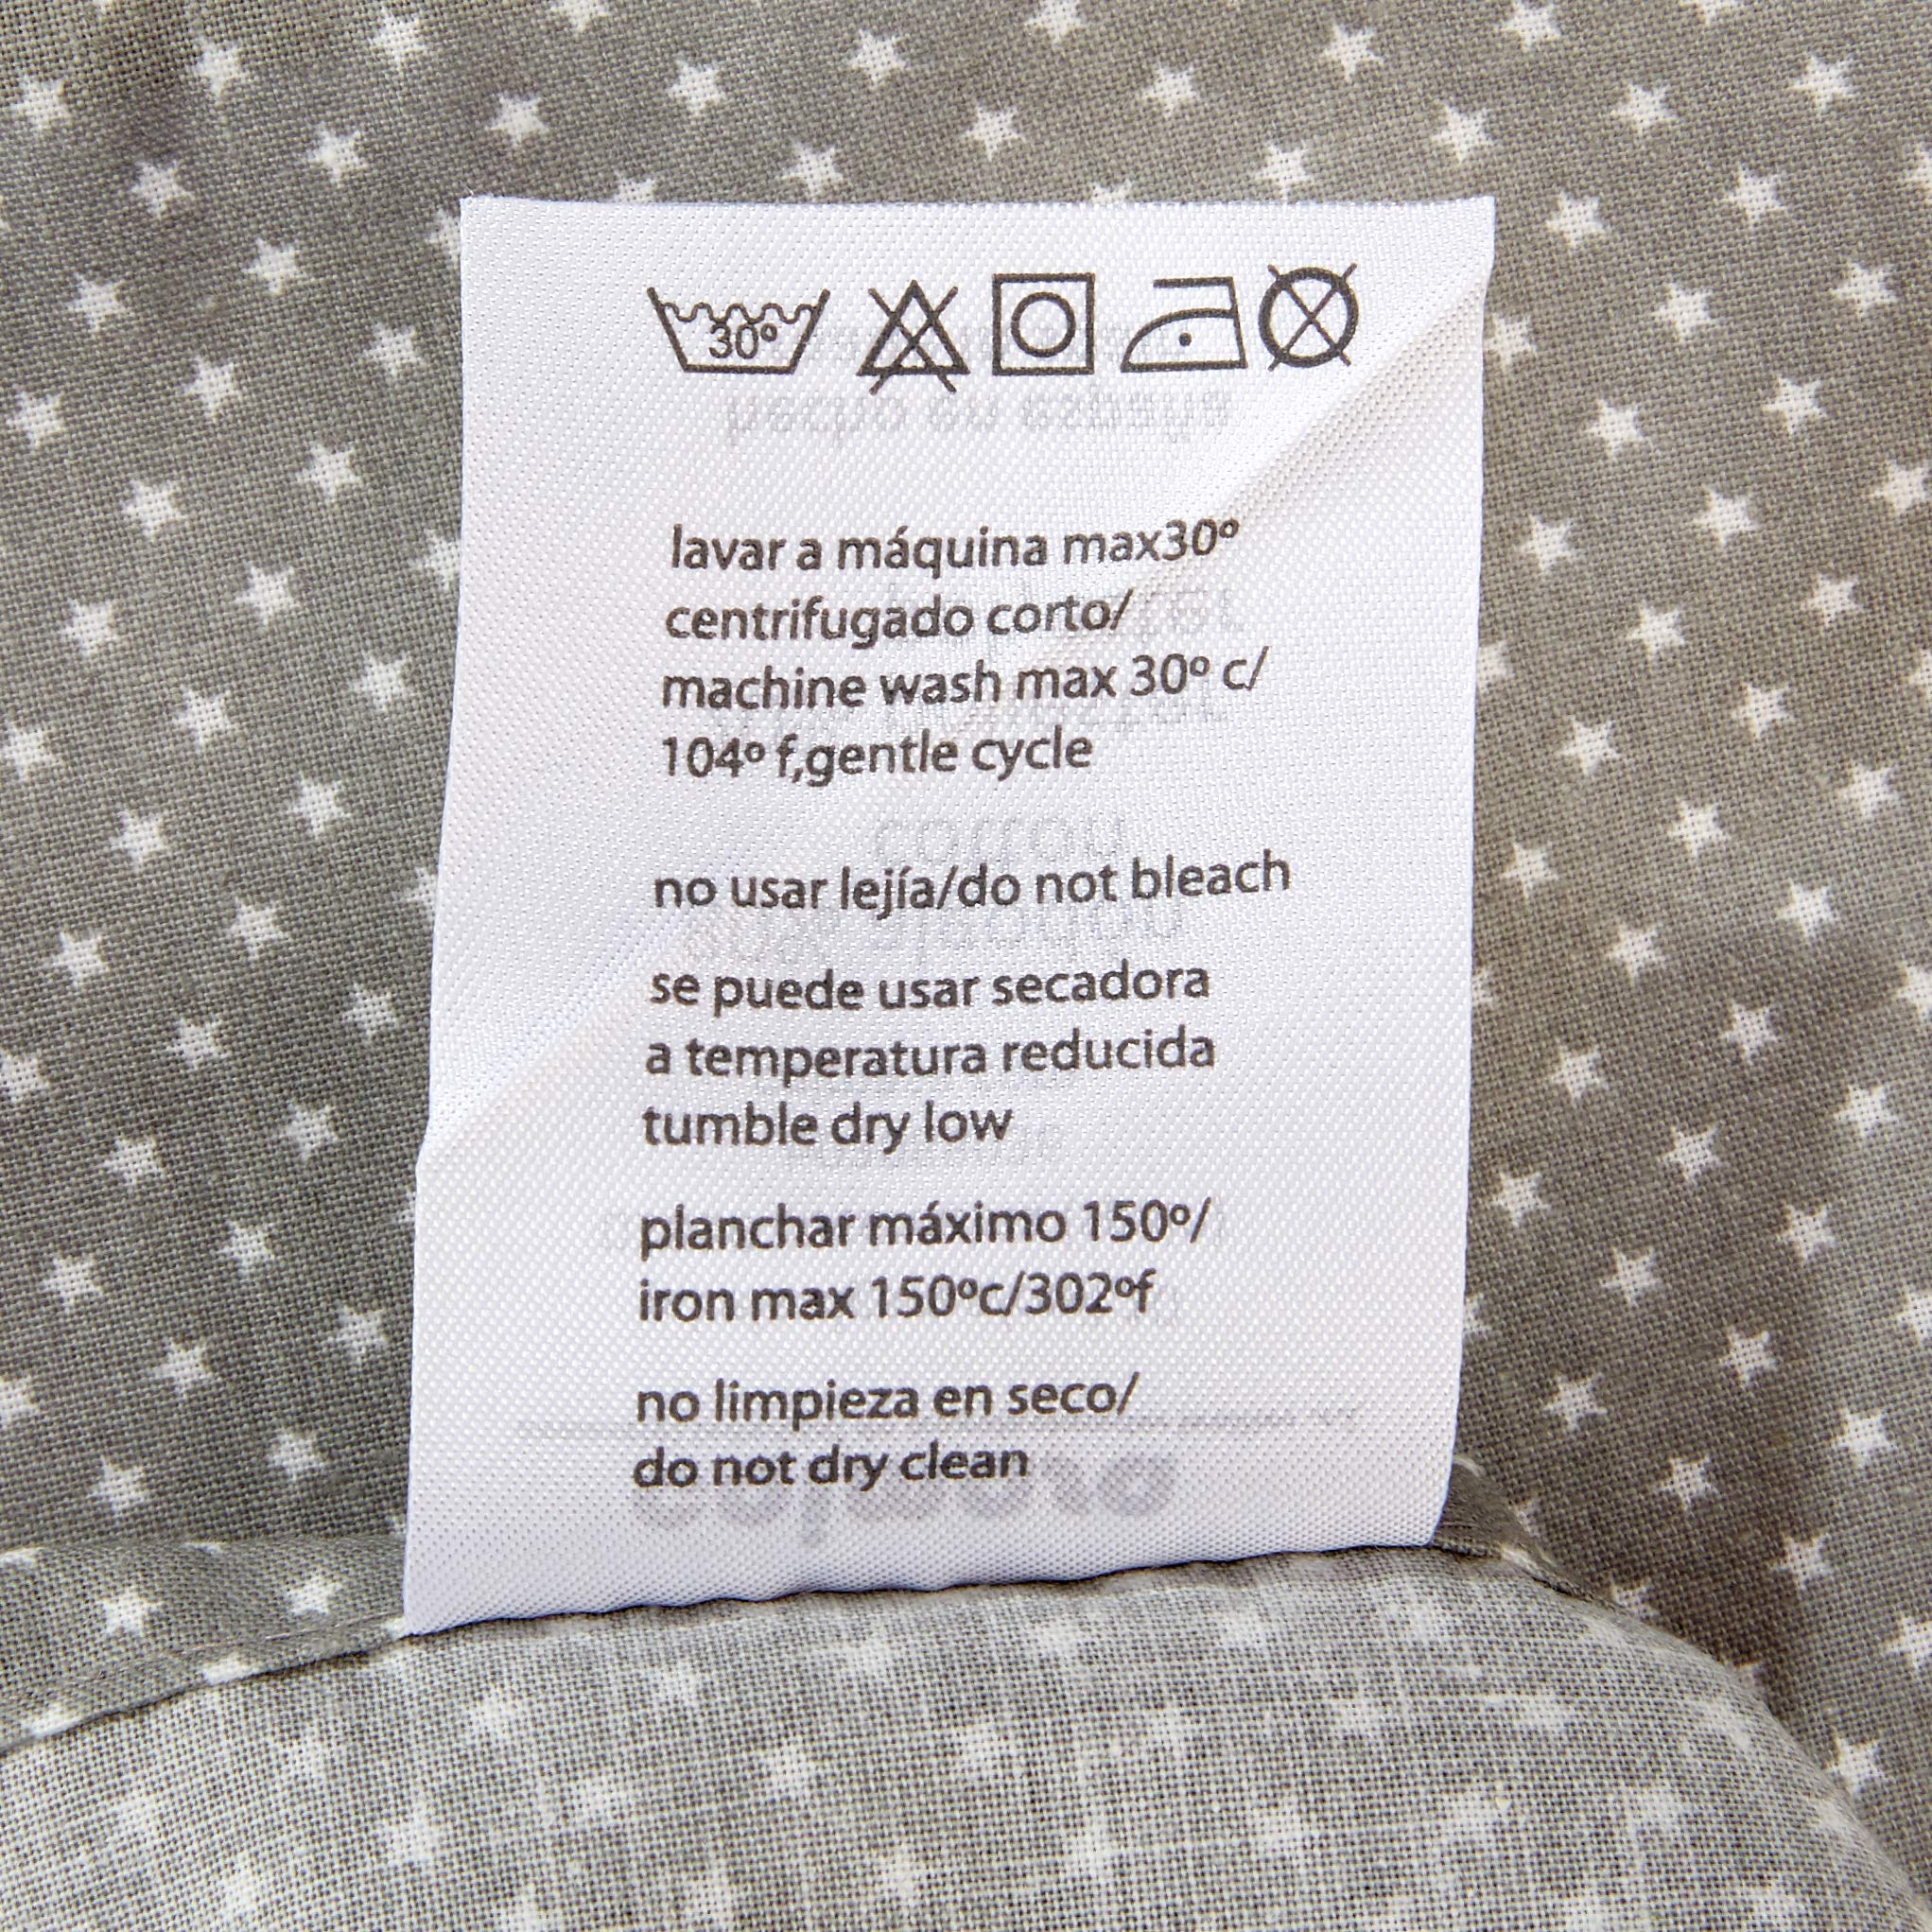 30º
lavar a máquina max30º
centrifugado corto/
machine wash max 30º c/
104º f,gentle cycle
no usar lejía/do not bleach
se puede usar secadora
a temperatura reducida
tumble dry low
planchar máximo 150º/
iron max 150ºc/302ºf
no limpieza en seco/
do not dry clean